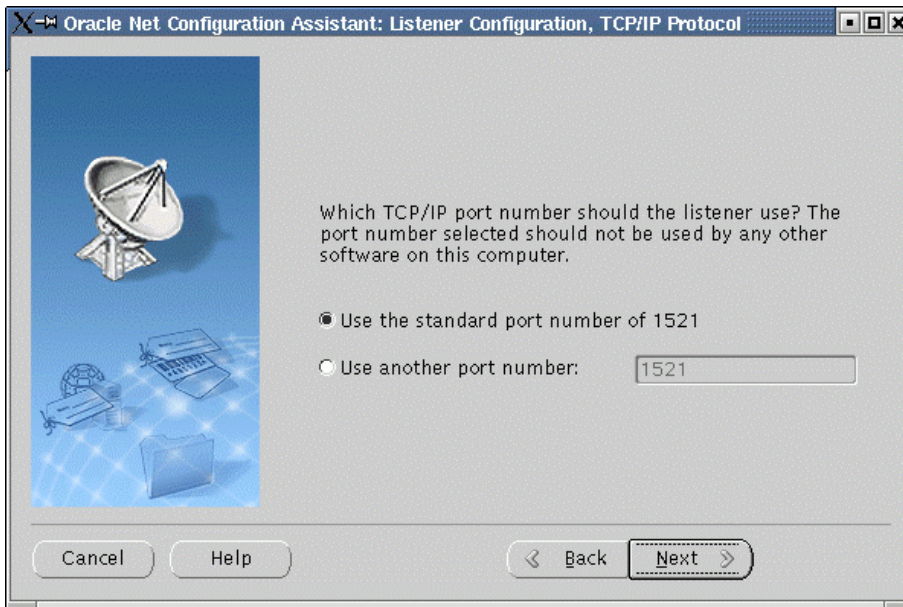 Oracle Net Configuration Assistant: Listener Configuration, TCP/IP Protocol
Which TCP/IP port number should the listener use? The
port number selected should not be used by any other
software on this computer.
Use the standard port number of 1521
Use another port number: 1521
Cancel Help Back Next